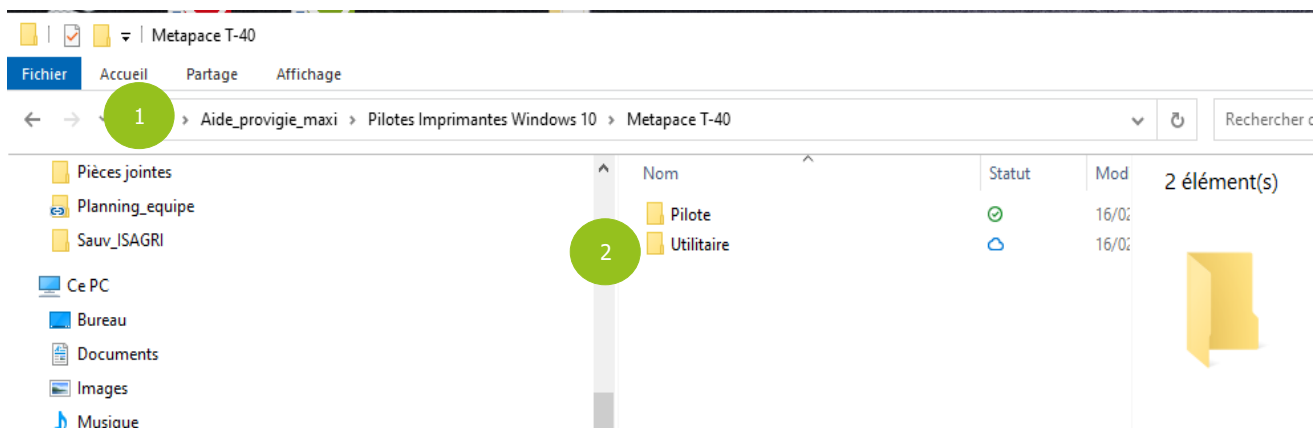 Metapace T-40
Fichier Accueil Partage Affichage
1 > Aide_provigie_maxi > Pilotes Imprimantes Windows 10 > Metapace T-40 Rechercher
Pièces jointes
Planning_equipe
Sauv_ISAGRI
Ce PC
Bureau
Documents
Images
Musique
Nom Statut Mod
Pilote 16/02
2 Utilitaire 16/02
2 élément(s)